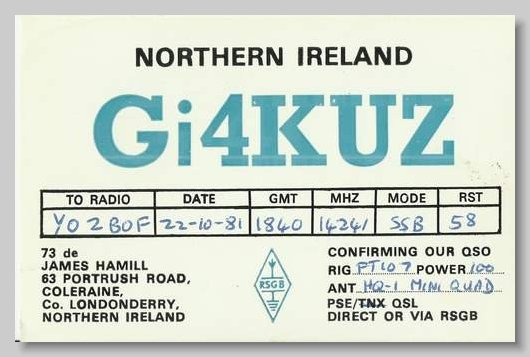 NORTHERN IRELAND
Gi4KUZ
TO RADIO DATE GMT MHZ MODE RST
YO2BOF 22-10-81 1840 14241 SSB 58
73 de
JAMES HAMILL
63 PORTRUSH ROAD,
COLERAINE,
Co. LONDONDERRY,
NORTHERN IRELAND
RSGB
CONFIRMING OUR QSO
RIG FT107 POWER 100
ANT HQ-1 MINI QUAD
PSE/TNX QSL
DIRECT OR VIA RSGB